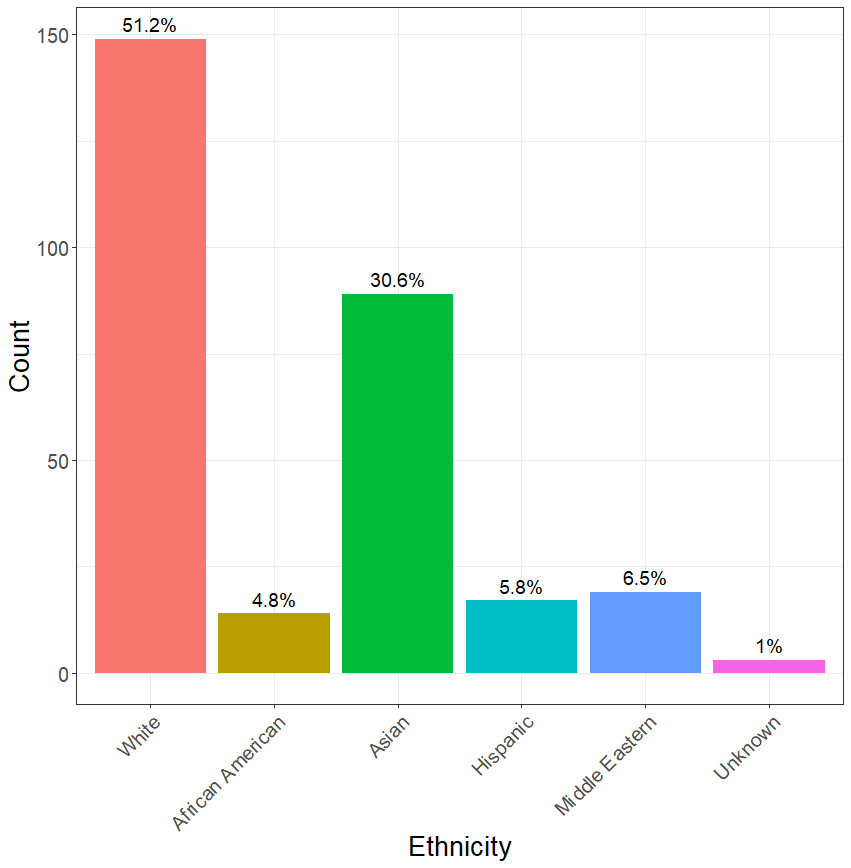 51.2%
150
100
30.6%
Count
50
6.5%
5.8%
4.8%
1%
0
White
African American
Asian
Hispanic
Middle Eastern
Unknown
Ethnicity